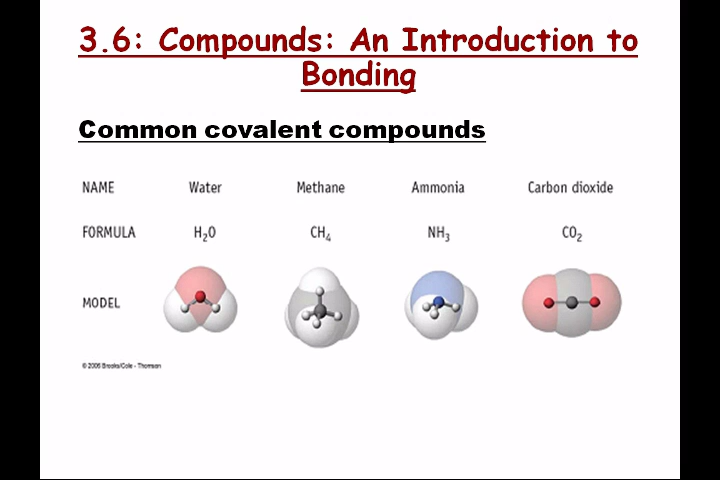 3.6: Compounds: An Introduction to
Bonding
Common covalent compounds
NAME Water Methane Ammonia Carbon dioxide
FORMULA H₂O CH₄ NH₃ CO₂
MODEL
© 2006 Brooks/Cole - Thomson